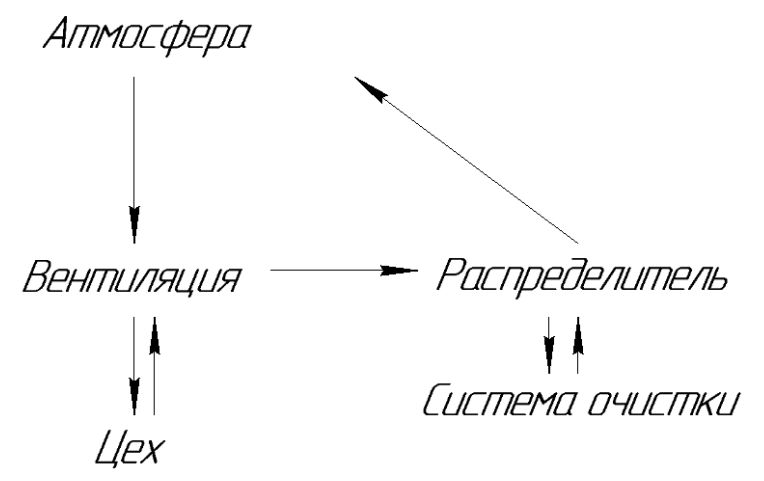 Атмосфера
Вентиляция
Распределитель
Система очистки
Цех